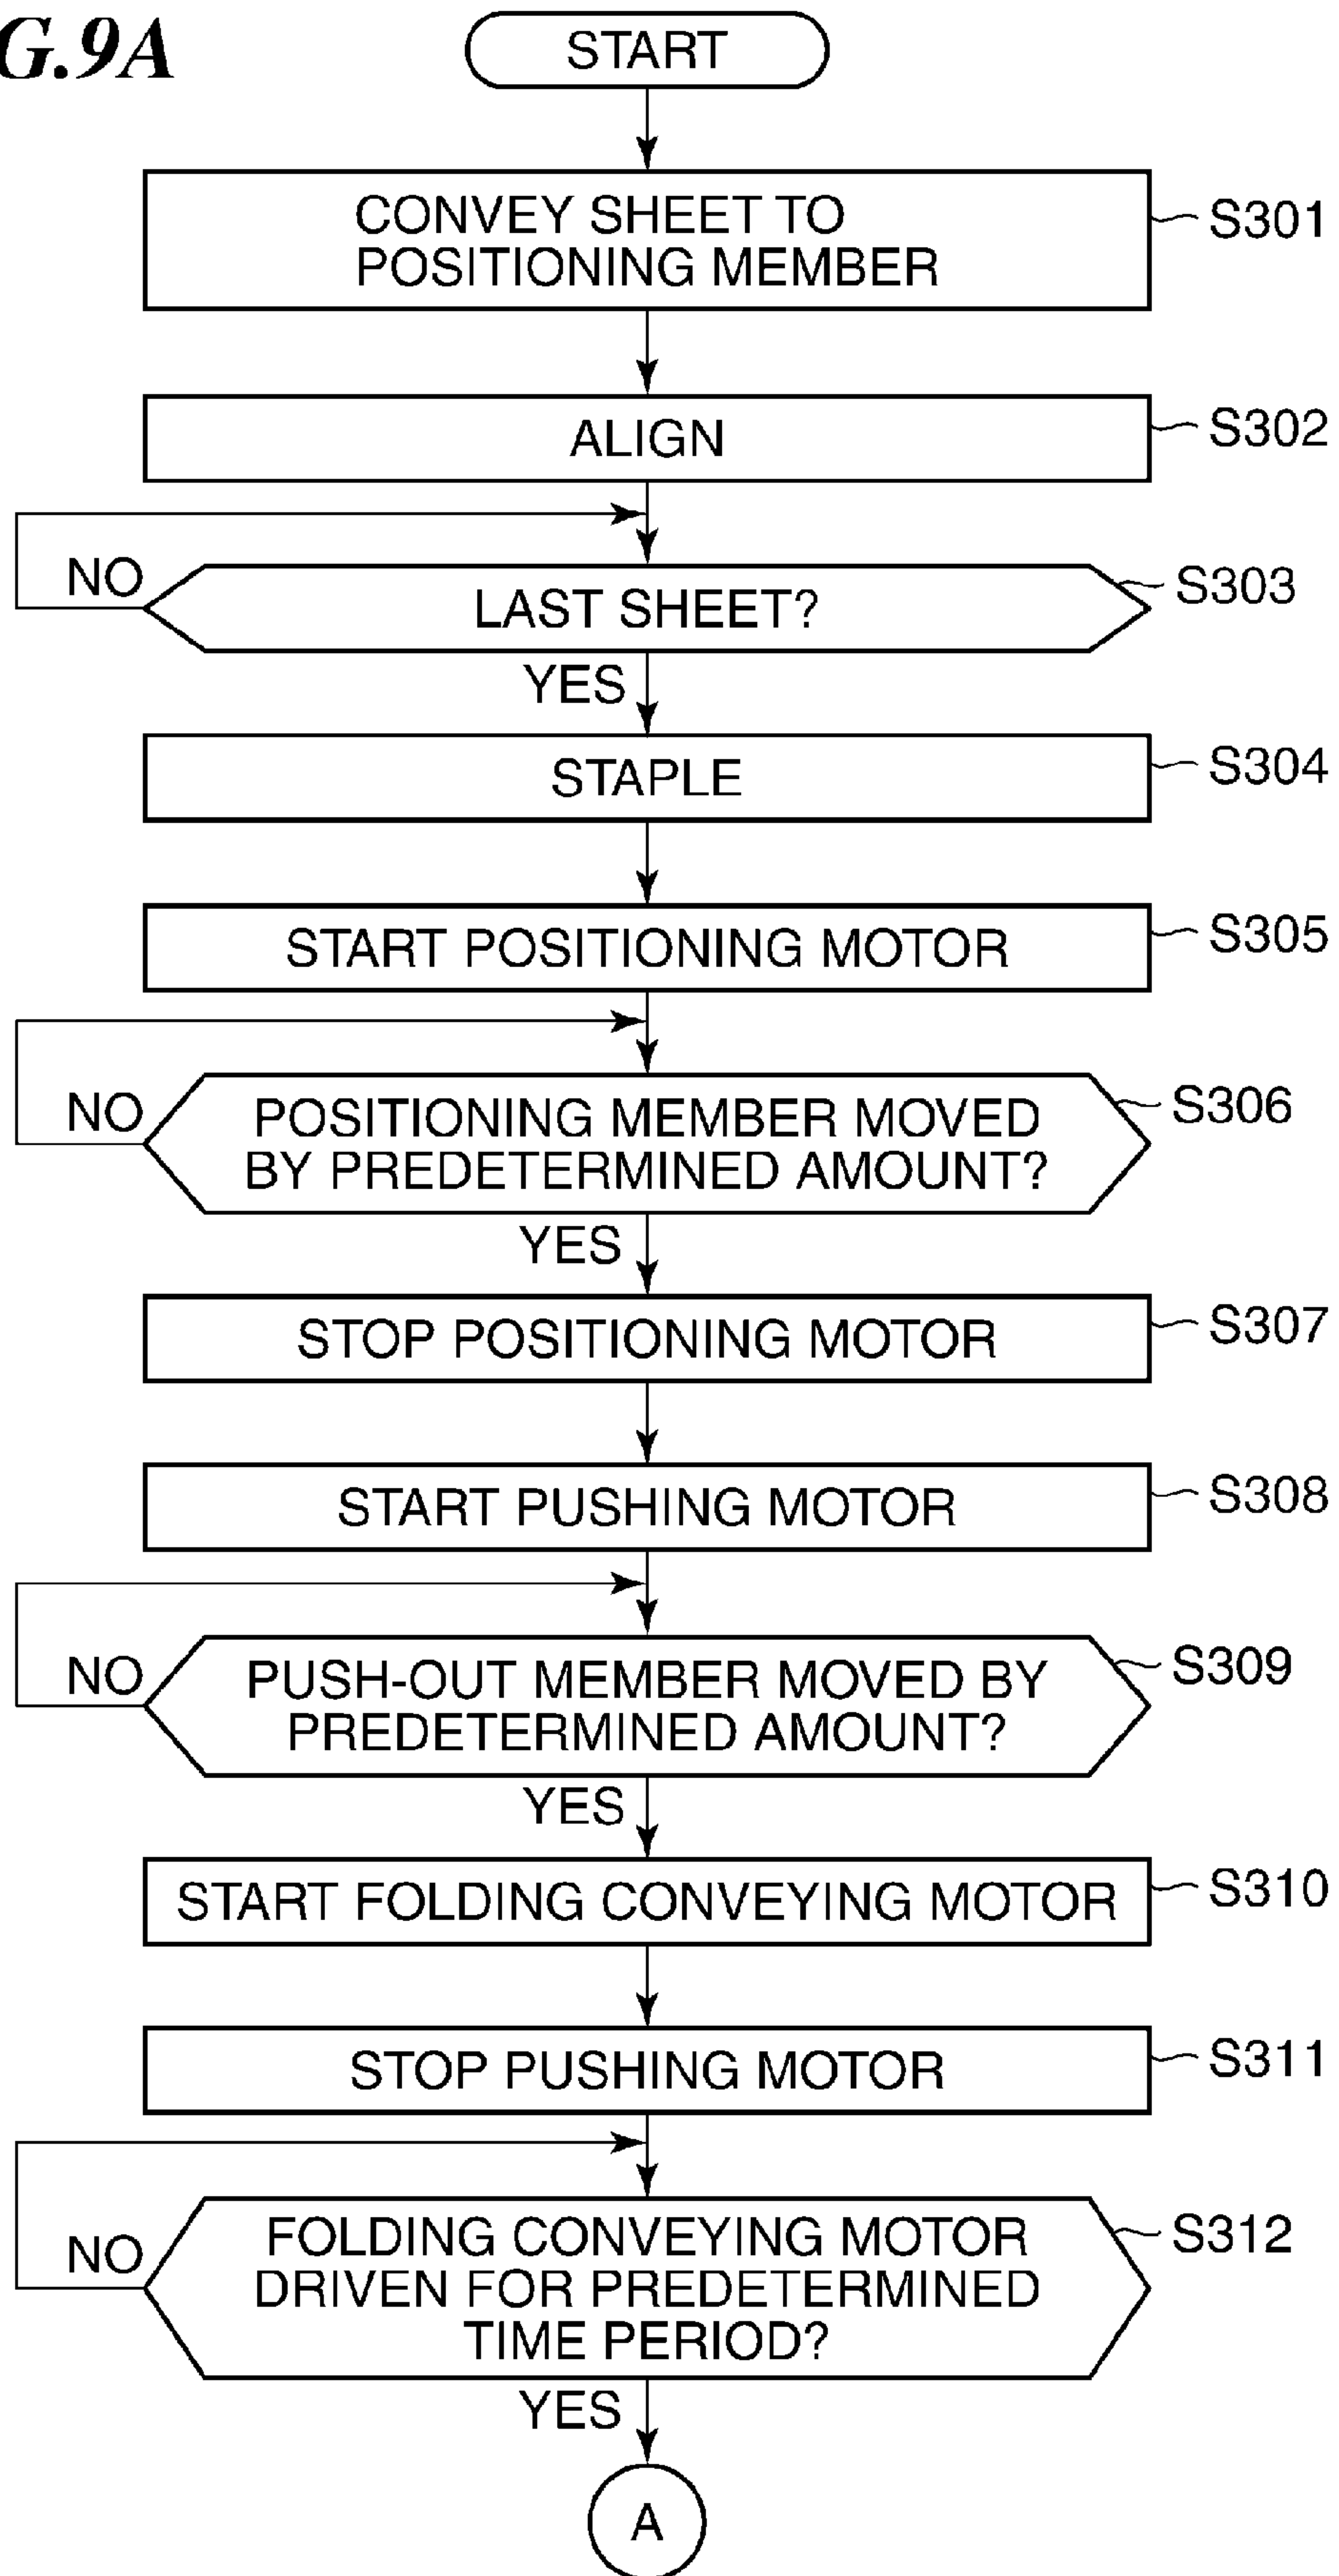 G.9A
START
CONVEY SHEET TO
POSITIONING MEMBER
S301
ALIGN
S302
NO
LAST SHEET?
S303
YES
STAPLE
S304
START POSITIONING MOTOR
S305
NO
POSITIONING MEMBER MOVED
BY PREDETERMINED AMOUNT?
S306
YES
STOP POSITIONING MOTOR
S307
START PUSHING MOTOR
S308
NO
PUSH-OUT MEMBER MOVED BY
PREDETERMINED AMOUNT?
S309
YES
START FOLDING CONVEYING MOTOR
S310
STOP PUSHING MOTOR
S311
NO
FOLDING CONVEYING MOTOR
DRIVEN FOR PREDETERMINED
TIME PERIOD?
S312
YES
A